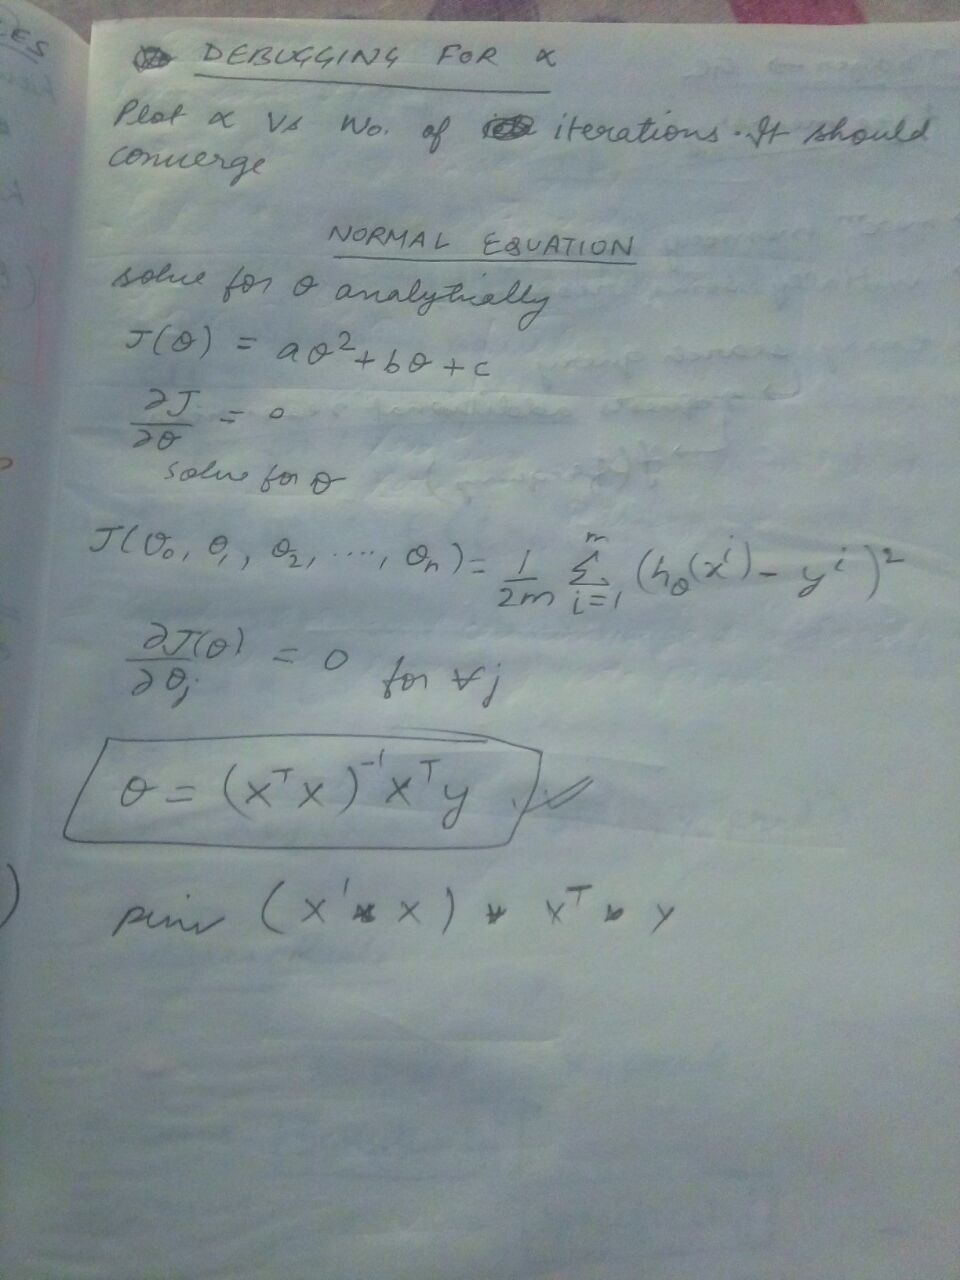 ES
DEBUGGING FOR α
Plot α Vs No. of iterations. It should
converge
NORMAL EQUATION
solve for θ analytically
J(θ) = aθ² + bθ + c
∂J/∂θ = 0
solve for θ
J(θ₀, θ₁, θ₂, ...., θₙ) = 1/2m Σᵢ₌₁ᵐ (h_θ(xⁱ) - yⁱ)²
∂J(θ)/∂θⱼ = 0 for ∀j
θ = (XᵀX)⁻¹Xᵀy
pinv (X' * X) * Xᵀ * y